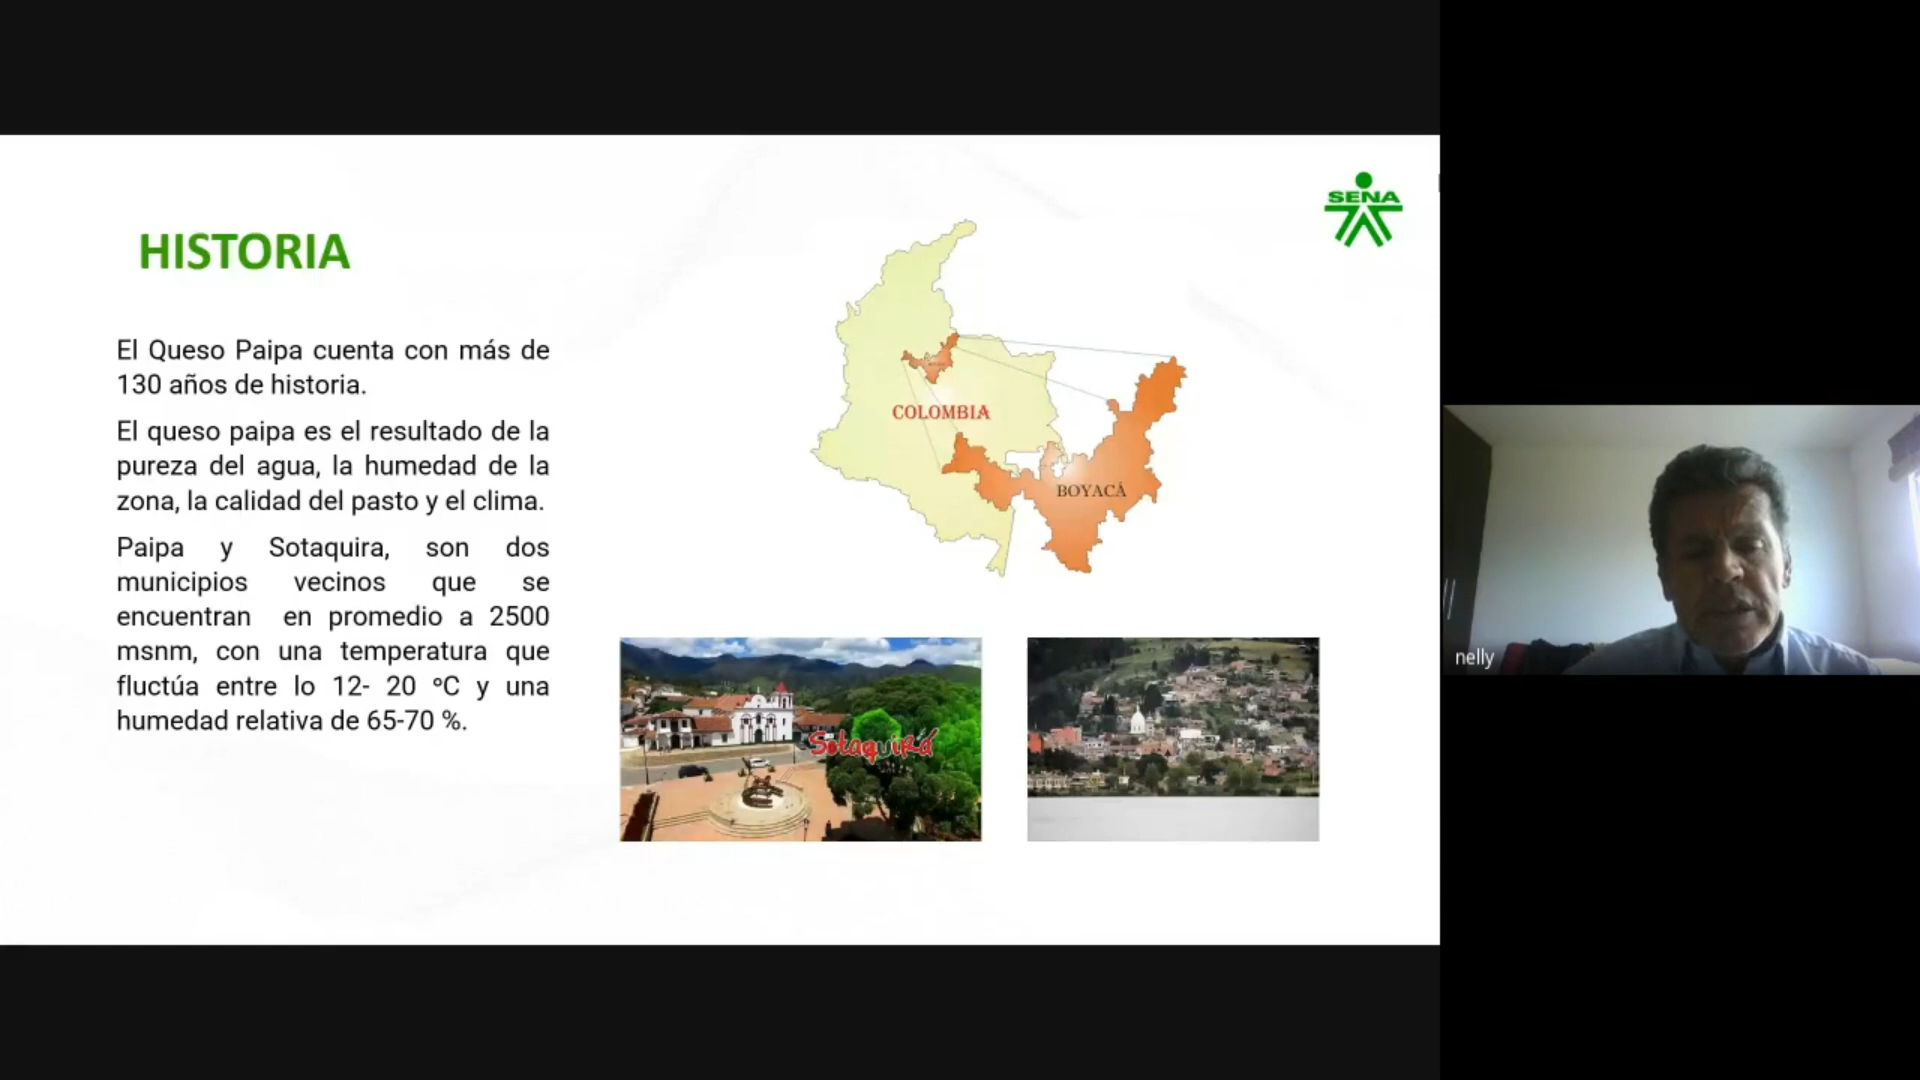 SENA
HISTORIA
El Queso Paipa cuenta con más de
130 años de historia.
El queso paipa es el resultado de la
pureza del agua, la humedad de la
zona, la calidad del pasto y el clima.
Paipa y Sotaquira, son dos
municipios vecinos que se
encuentran en promedio a 2500
msnm, con una temperatura que
fluctúa entre lo 12- 20 ºC y una
humedad relativa de 65-70 %.
COLOMBIA
BOYACÁ
Sotaquirá
nelly